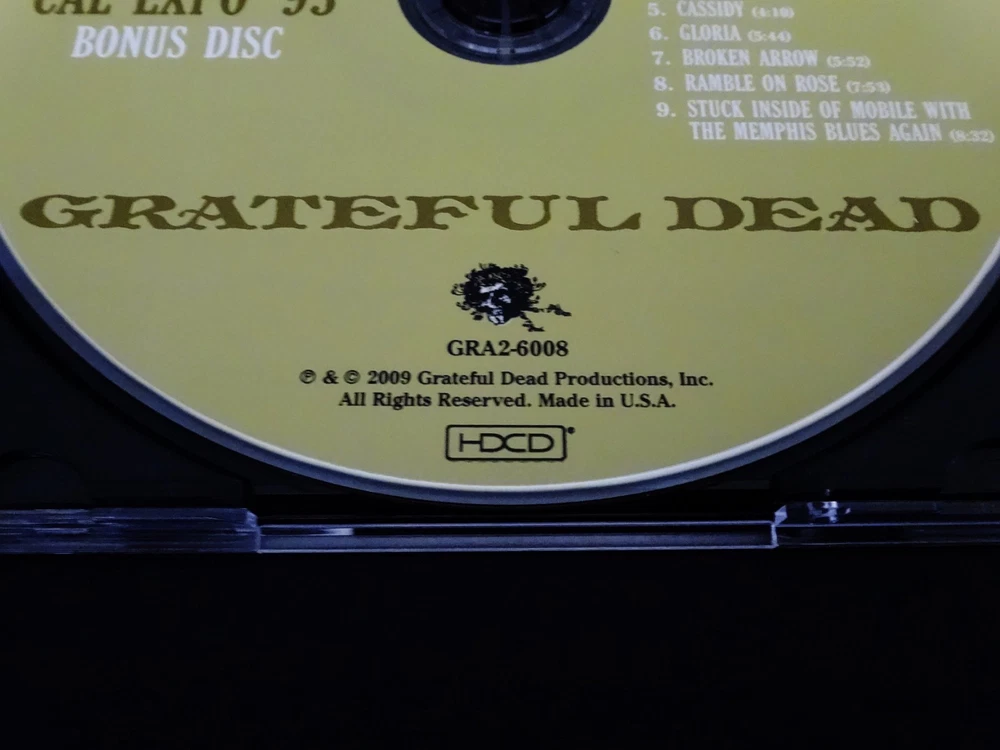 CAL EXPO '93
BONUS DISC
5. CASSIDY (4:10)
6. GLORIA (5:44)
7. BROKEN ARROW (5:52)
8. RAMBLE ON ROSE (7:53)
9. STUCK INSIDE OF MOBILE WITH
THE MEMPHIS BLUES AGAIN (8:32)
GRATEFUL DEAD
GRA2-6008
℗ & © 2009 Grateful Dead Productions, Inc.
All Rights Reserved. Made in U.S.A.
HDCD